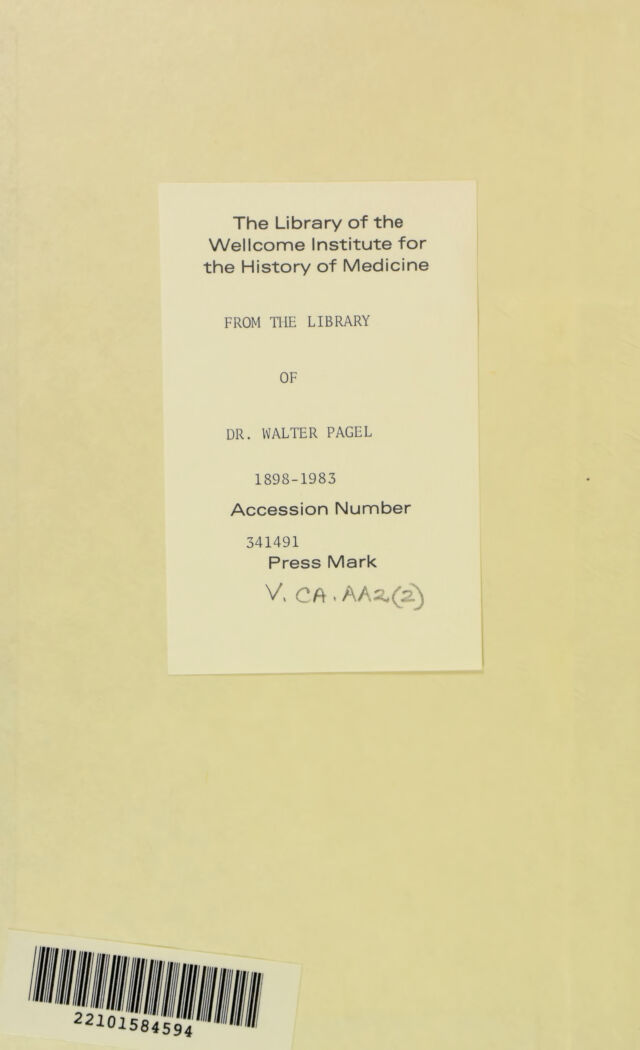 The Library of the
Wellcome Institute for
the History of Medicine
FROM THE LIBRARY
OF
DR. WALTER PAGEL
1898-1983
Accession Number
341491
Press Mark
V. CA. AA2(2)
22101584594